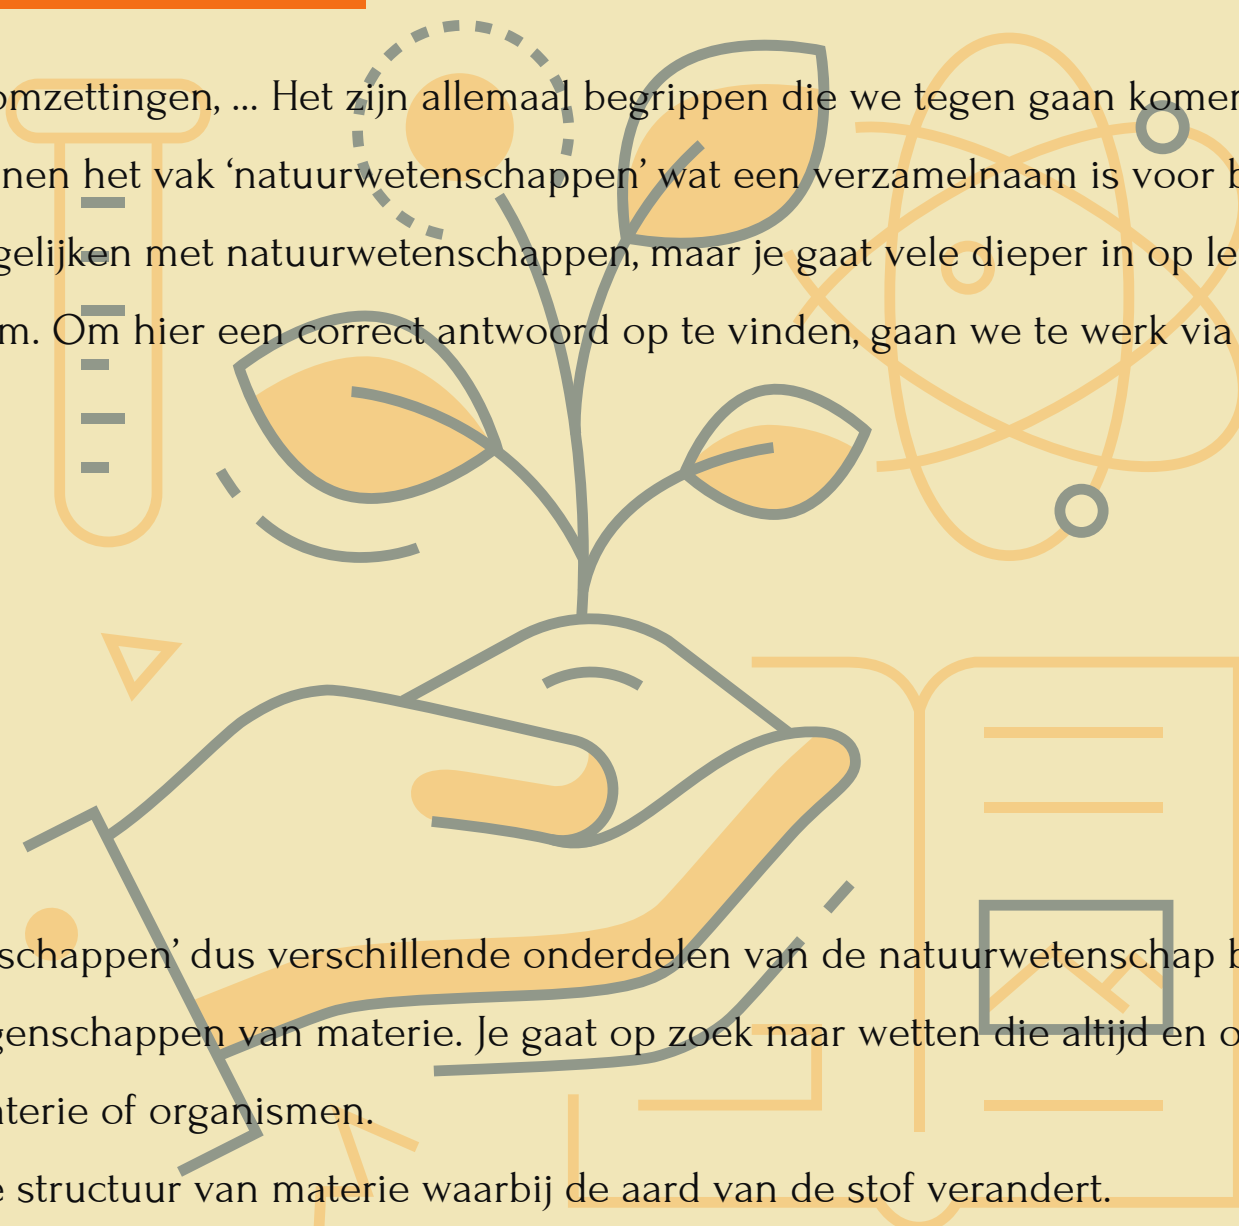 omzettingen, ... Het zijn allemaal begrippen die we tegen gaan komen
nen het vak ‘natuurwetenschappen’ wat een verzamelnaam is voor b
gelijken met natuurwetenschappen, maar je gaat vele dieper in op le
m. Om hier een correct antwoord op te vinden, gaan we te werk via
schappen’ dus verschillende onderdelen van de natuurwetenschap b
genschappen van materie. Je gaat op zoek naar wetten die altijd en o
terie of organismen.
e structuur van materie waarbij de aard van de stof verandert.